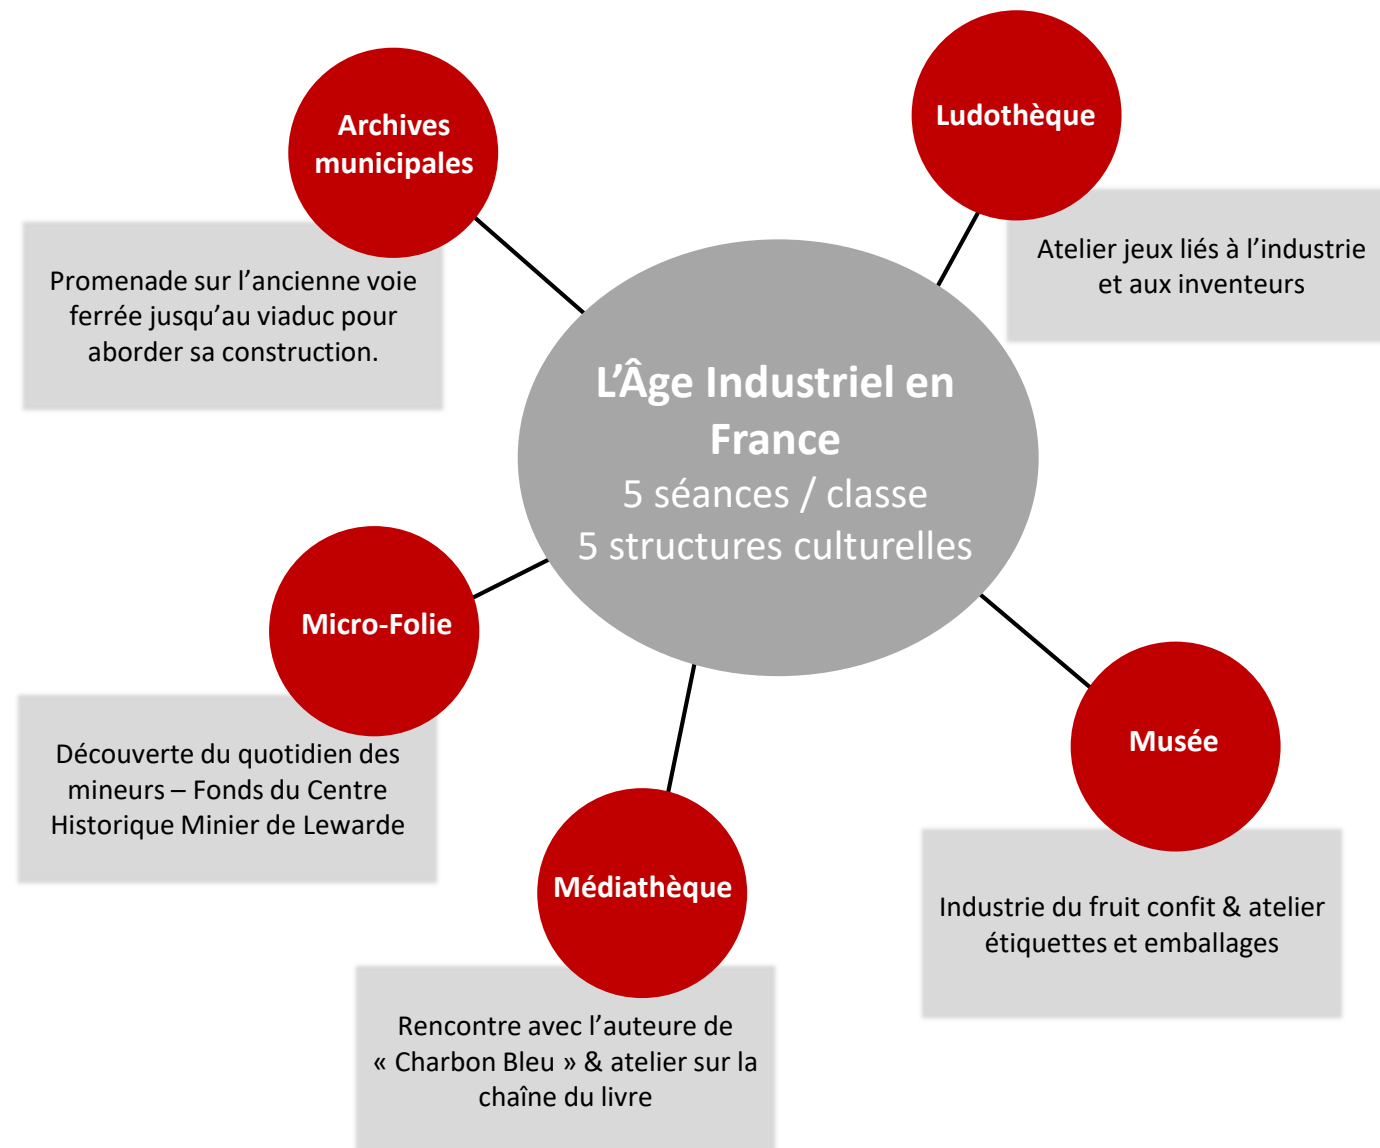 Archives
municipales
Promenade sur l’ancienne voie
ferrée jusqu’au viaduc pour
aborder sa construction.
Ludothèque
Atelier jeux liés à l’industrie
et aux inventeurs
L’Âge Industriel en
France
5 séances / classe
5 structures culturelles
Micro-Folie
Découverte du quotidien des
mineurs – Fonds du Centre
Historique Minier de Lewarde
Médiathèque
Rencontre avec l’auteure de
« Charbon Bleu » & atelier sur la
chaîne du livre
Musée
Industrie du fruit confit & atelier
étiquettes et emballages